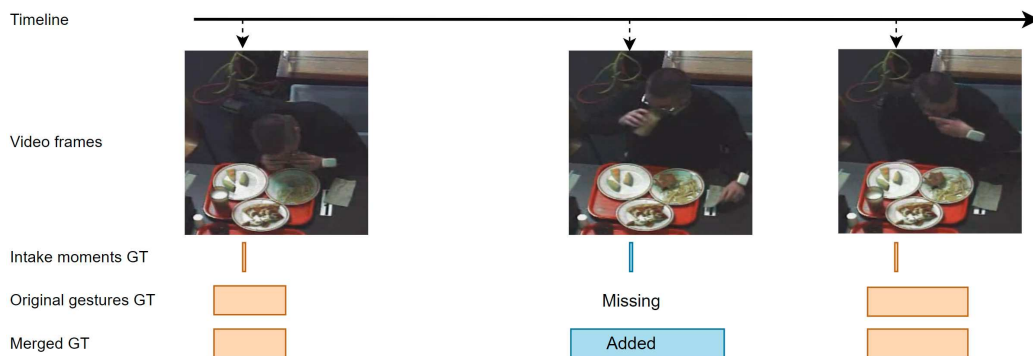 Timeline
Video frames
Intake moments GT
Original gestures GT
Missing
Merged GT
Added